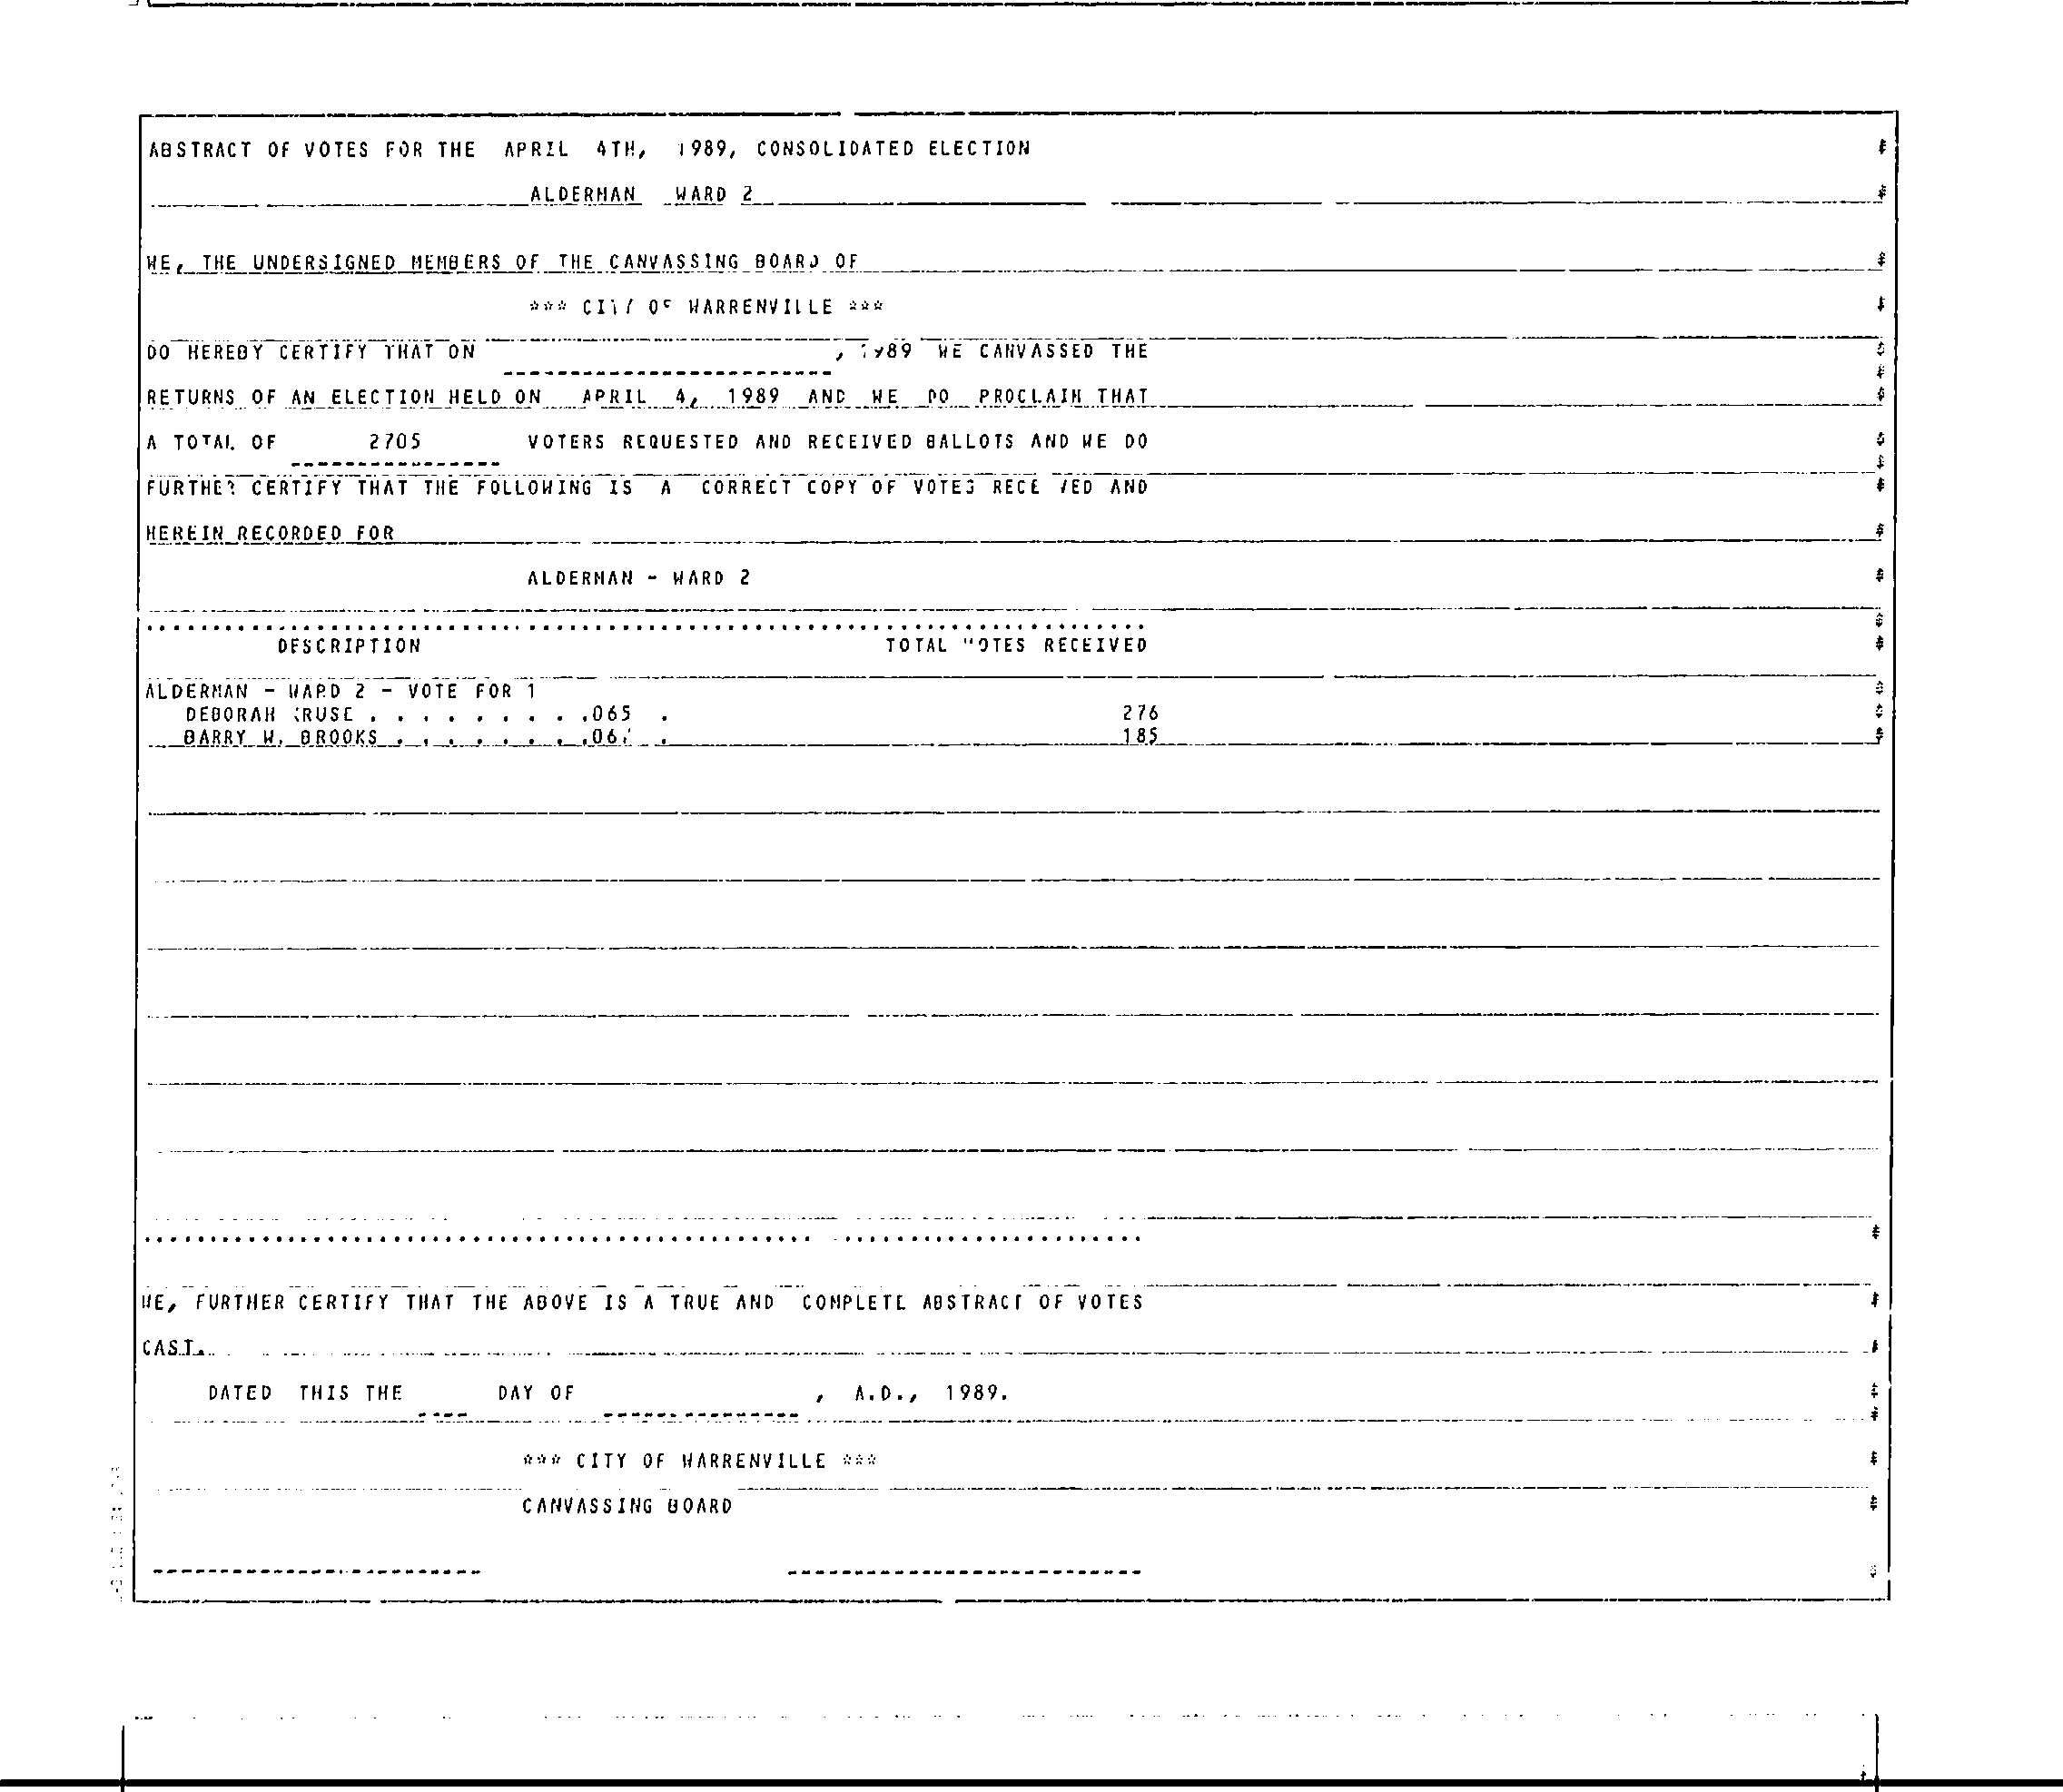 ABSTRACT OF VOTES FOR THE APRIL 4TH, 1989, CONSOLIDATED ELECTION
ALDERMAN WARD 2
WE, THE UNDERSIGNED MEMBERS OF THE CANVASSING BOARD OF
*** CITY OF WARRENVILLE ***
DO HEREBY CERTIFY THAT ON , 1989 WE CANVASSED THE
RETURNS OF AN ELECTION HELD ON APRIL 4, 1989 AND WE DO PROCLAIM THAT
A TOTAL OF 2705 VOTERS REQUESTED AND RECEIVED BALLOTS AND WE DO
FURTHER CERTIFY THAT THE FOLLOWING IS A CORRECT COPY OF VOTES RECEIVED AND
HEREIN RECORDED FOR
ALDERMAN - WARD 2
DESCRIPTION TOTAL VOTES RECEIVED
ALDERMAN - WARD 2 - VOTE FOR 1
DEBORAH KRUSE . . . . . . . . .065 . 276
BARRY W. BROOKS . . . . . . . . 185
WE, FURTHER CERTIFY THAT THE ABOVE IS A TRUE AND COMPLETE ABSTRACT OF VOTES
CAST.
DATED THIS THE ____ DAY OF ____ , A.D., 1989.
*** CITY OF WARRENVILLE ***
CANVASSING BOARD